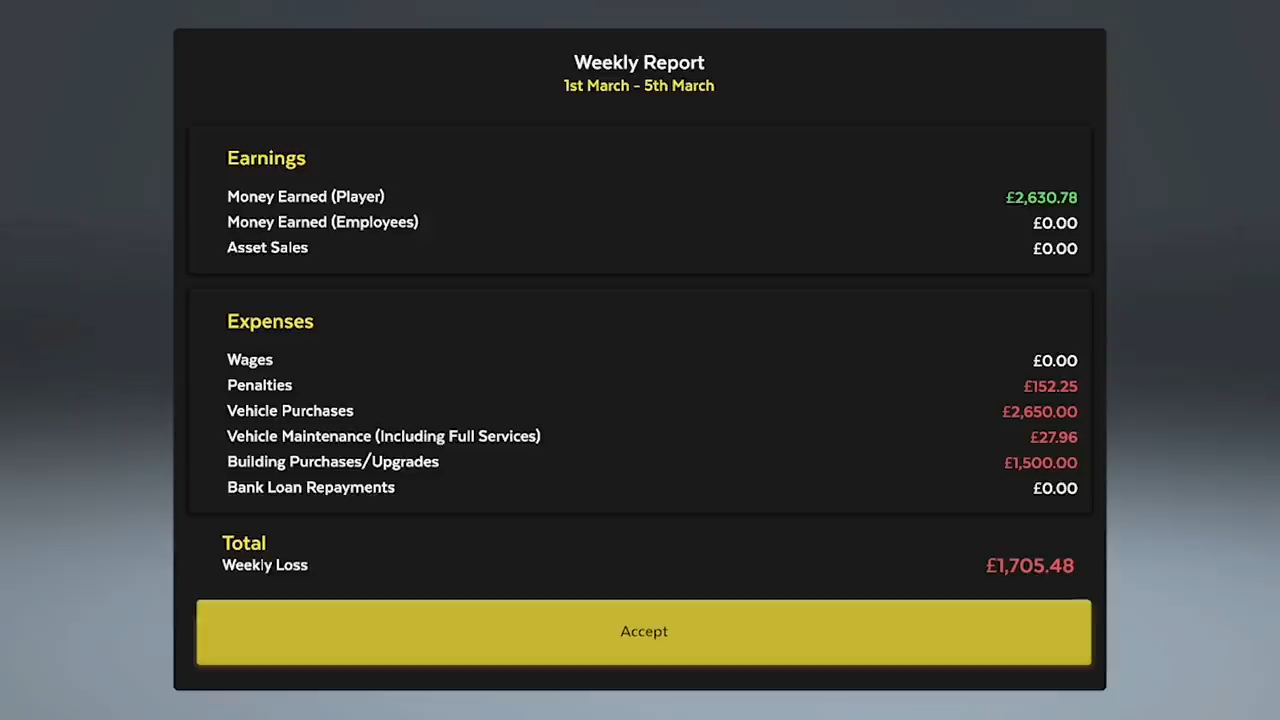 Weekly Report
1st March - 5th March
Earnings
Money Earned (Player) £2,630.78
Money Earned (Employees) £0.00
Asset Sales £0.00
Expenses
Wages £0.00
Penalties £152.25
Vehicle Purchases £2,650.00
Vehicle Maintenance (Including Full Services) £27.96
Building Purchases/Upgrades £1,500.00
Bank Loan Repayments £0.00
Total
Weekly Loss £1,705.48
Accept